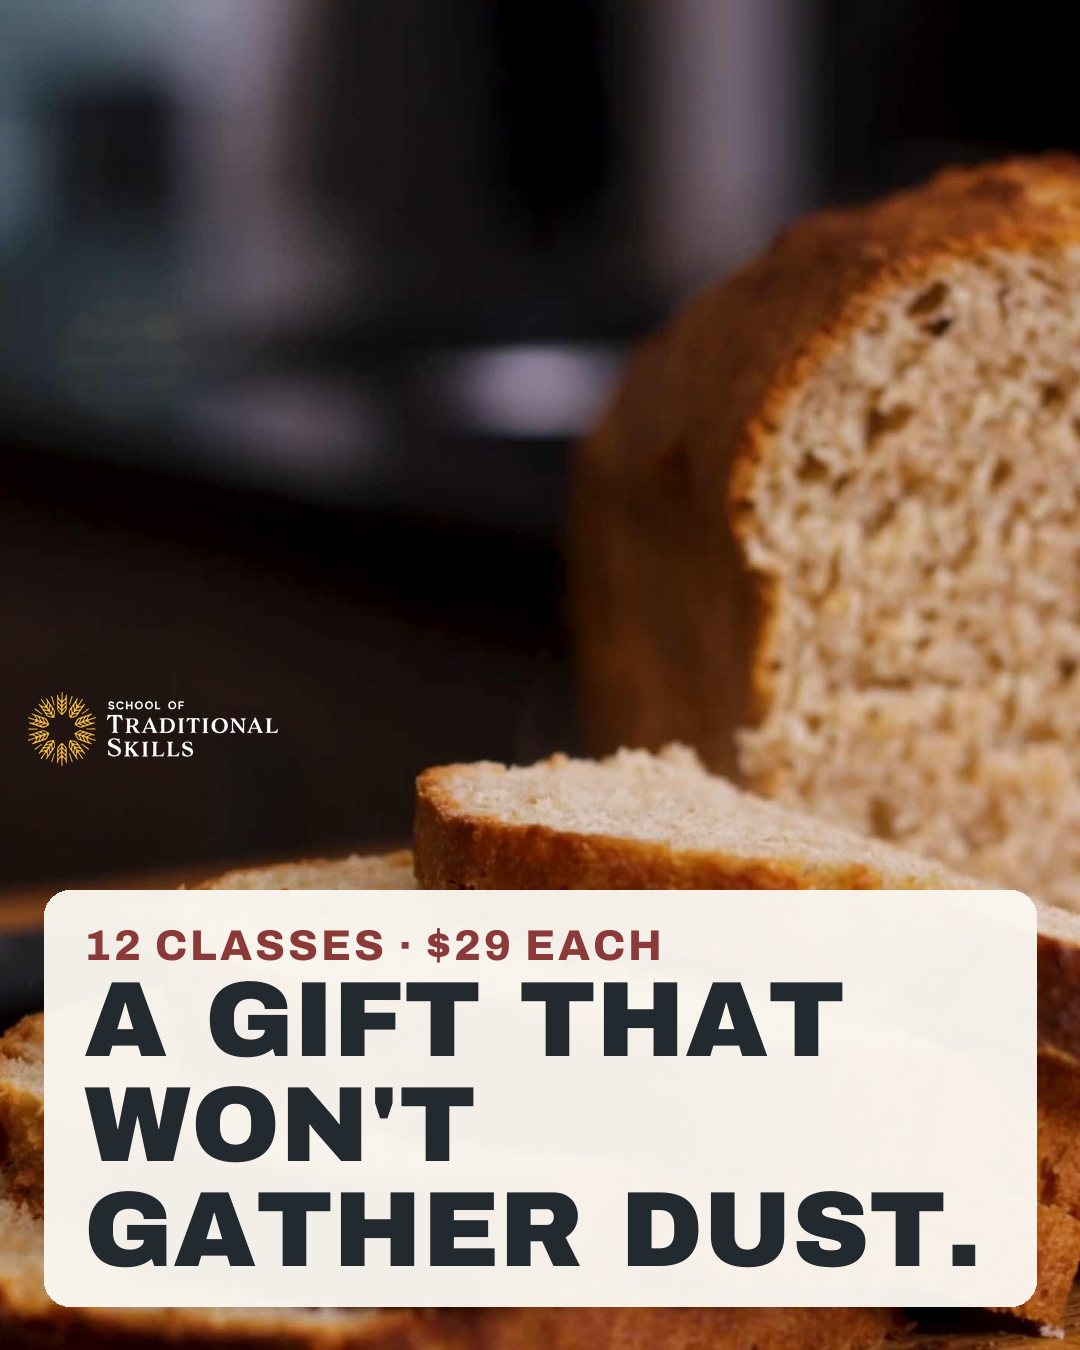 SCHOOL OF
TRADITIONAL
SKILLS
12 CLASSES · $29 EACH
A GIFT THAT
WON'T
GATHER DUST.